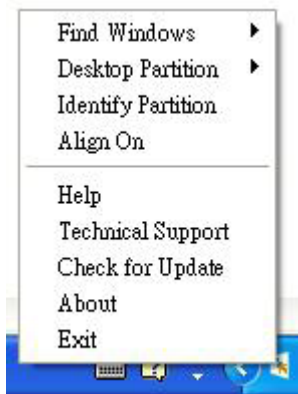 Find Windows
Desktop Partition
Identify Partition
Align On
Help
Technical Support
Check for Update
About
Exit